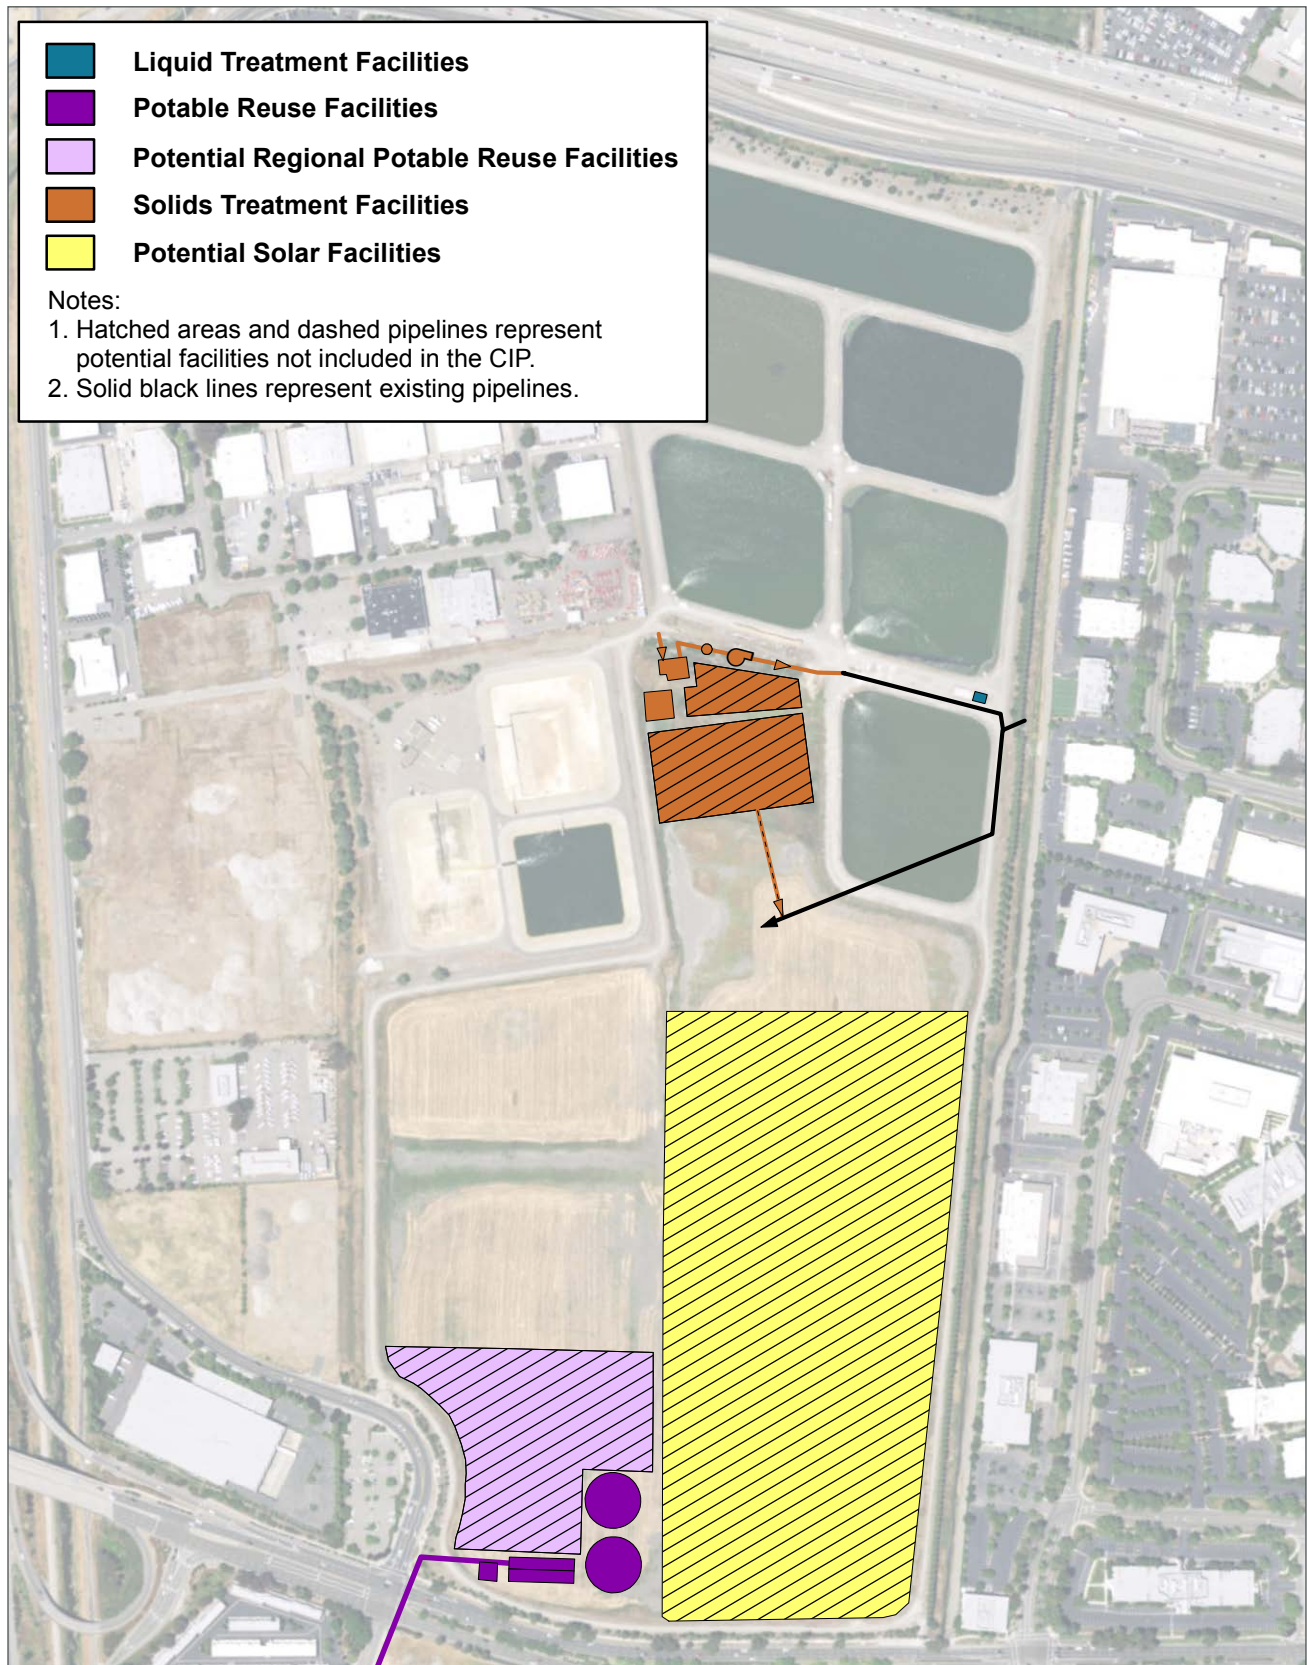 Liquid Treatment Facilities
Potable Reuse Facilities
Potential Regional Potable Reuse Facilities
Solids Treatment Facilities
Potential Solar Facilities
Notes:
1. Hatched areas and dashed pipelines represent
potential facilities not included in the CIP.
2. Solid black lines represent existing pipelines.